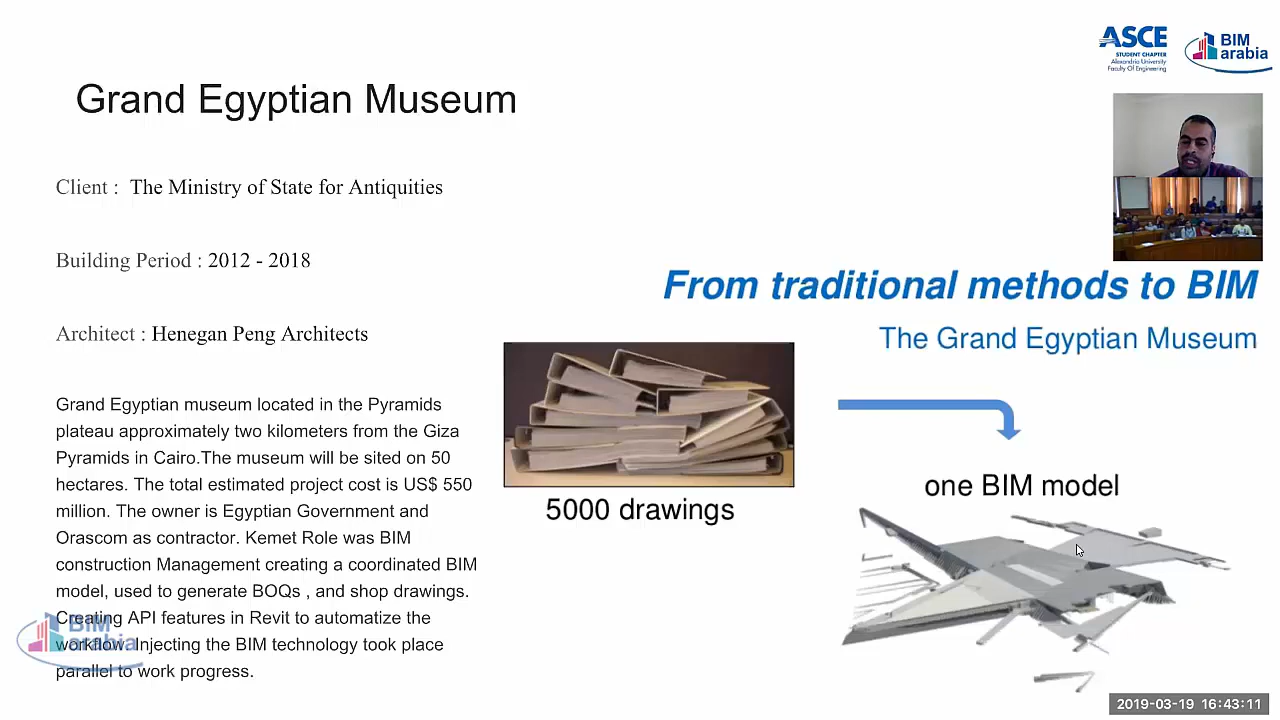 ASCE
STUDENT CHAPTER
Alexandria University
Faculty Of Engineering
BIM
arabia
Grand Egyptian Museum
Client : The Ministry of State for Antiquities
Building Period : 2012 - 2018
Architect : Henegan Peng Architects
Grand Egyptian museum located in the Pyramids
plateau approximately two kilometers from the Giza
Pyramids in Cairo.The museum will be sited on 50
hectares. The total estimated project cost is US$ 550
million. The owner is Egyptian Government and
Orascom as contractor. Kemet Role was BIM
construction Management creating a coordinated BIM
model, used to generate BOQs , and shop drawings.
Creating API features in Revit to automatize the
workflow. Injecting the BIM technology took place
parallel to work progress.
BIM
arabia
From traditional methods to BIM
The Grand Egyptian Museum
5000 drawings
one BIM model
2019-03-19 16:43:11